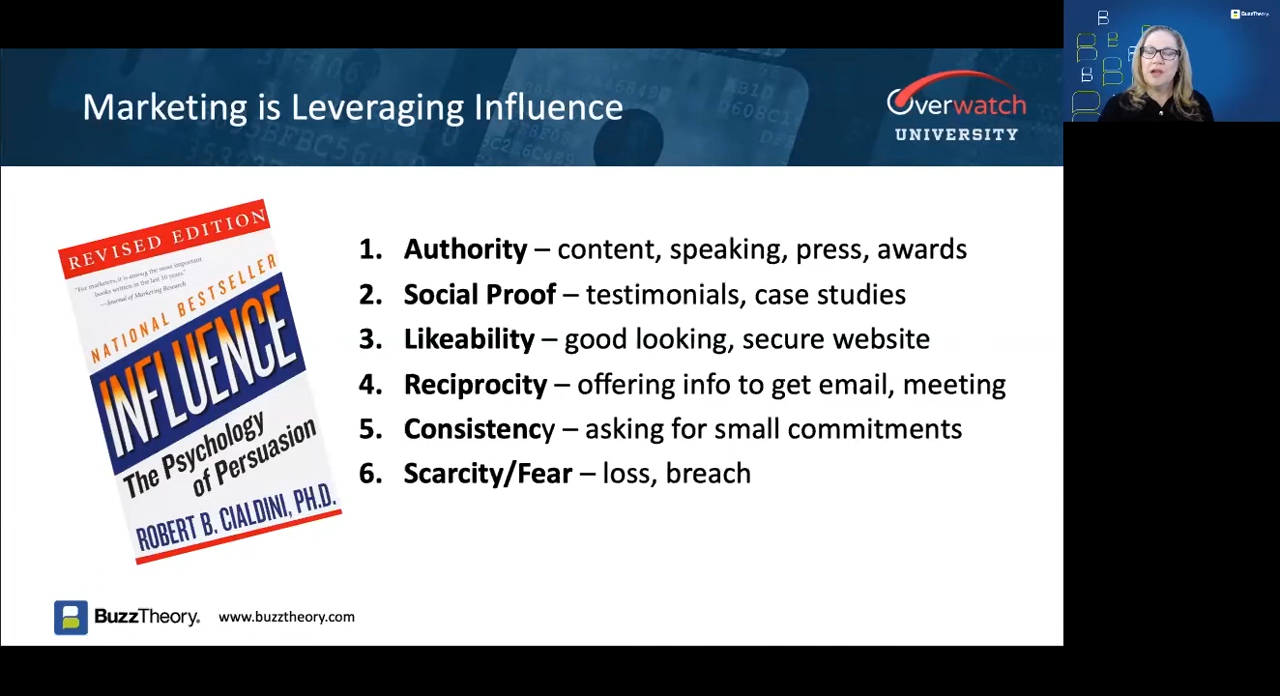 Marketing is Leveraging Influence
Overwatch
UNIVERSITY
BuzzTheory
REVISED EDITION
"For marketers, it is among the most important
books written in the last 10 years."
—Journal of Marketing Research
NATIONAL BESTSELLER
INFLUENCE
The Psychology
of Persuasion
ROBERT B. CIALDINI, PH.D.
1. Authority – content, speaking, press, awards
2. Social Proof – testimonials, case studies
3. Likeability – good looking, secure website
4. Reciprocity – offering info to get email, meeting
5. Consistency – asking for small commitments
6. Scarcity/Fear – loss, breach
BuzzTheory®
www.buzztheory.com